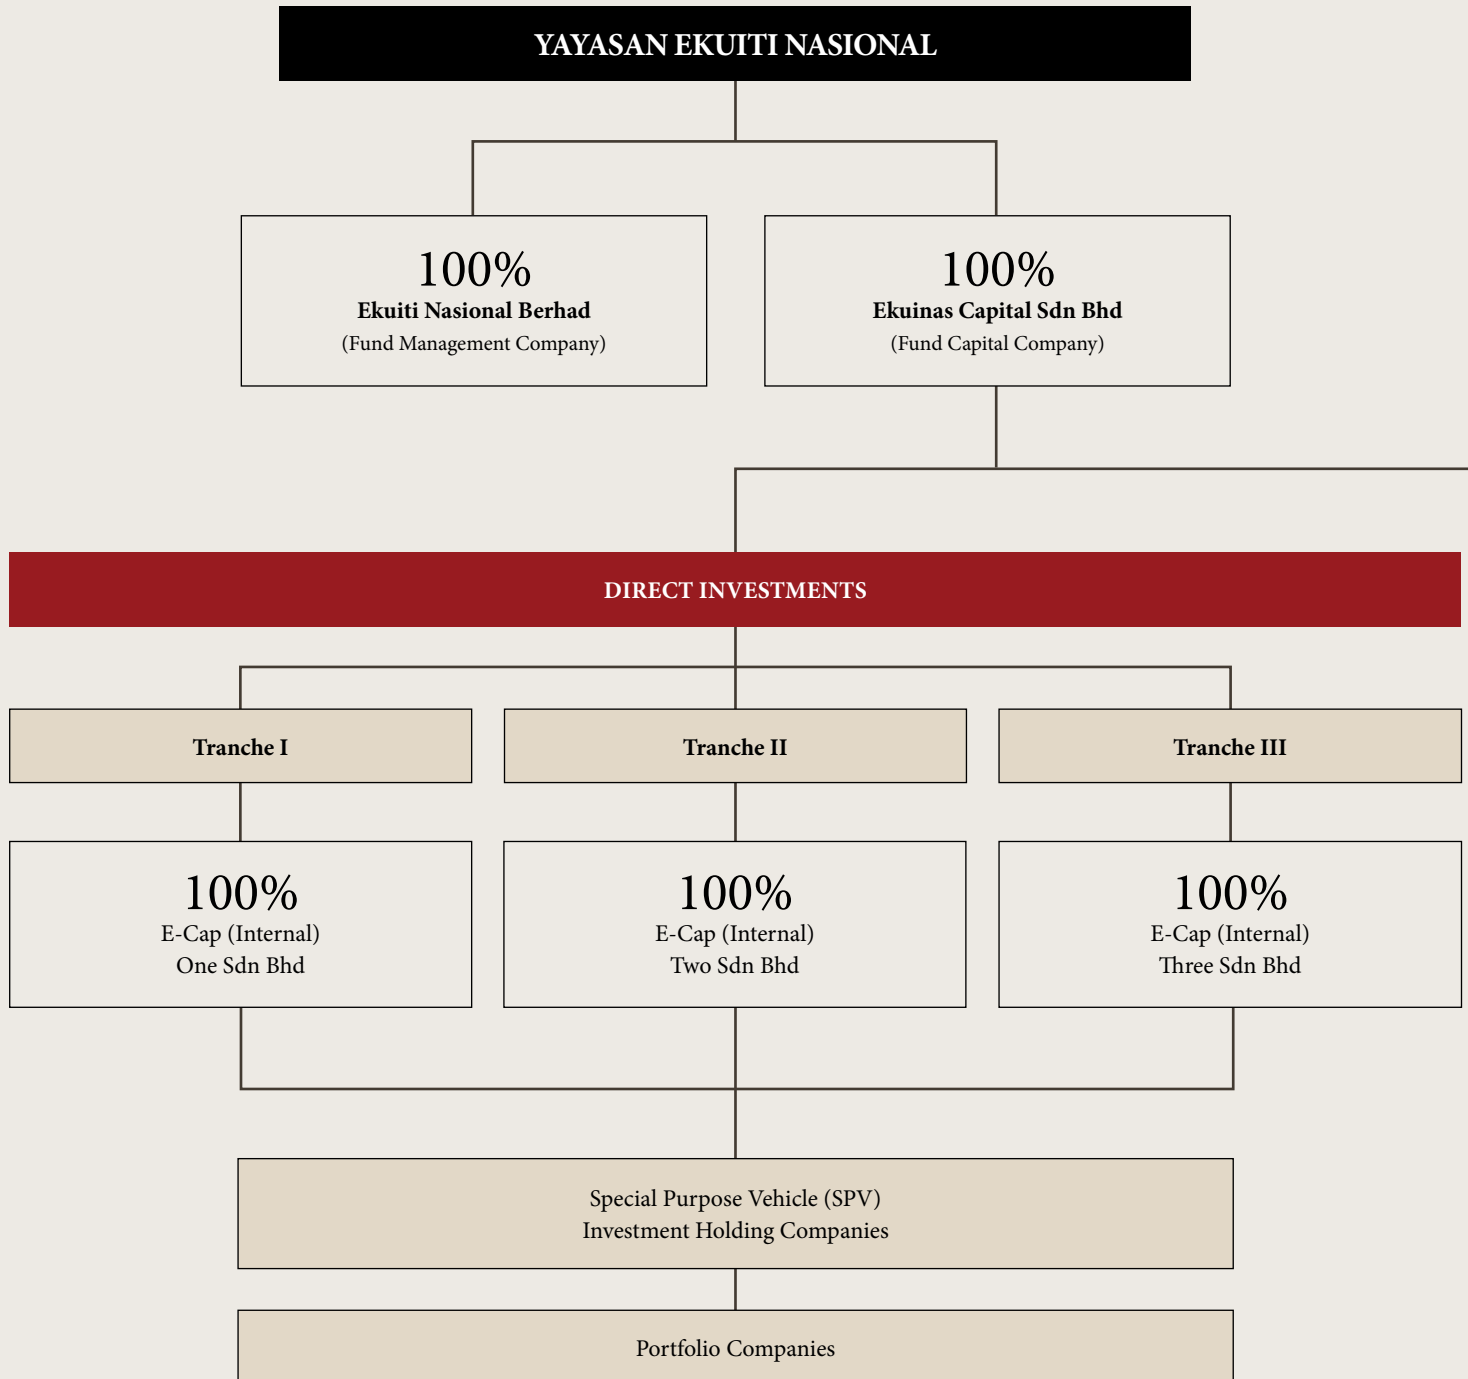 YAYASAN EKUITI NASIONAL
100%
Ekuiti Nasional Berhad
(Fund Management Company)
100%
Ekuinas Capital Sdn Bhd
(Fund Capital Company)
DIRECT INVESTMENTS
Tranche I
Tranche II
Tranche III
100%
E-Cap (Internal)
One Sdn Bhd
100%
E-Cap (Internal)
Two Sdn Bhd
100%
E-Cap (Internal)
Three Sdn Bhd
Special Purpose Vehicle (SPV)
Investment Holding Companies
Portfolio Companies